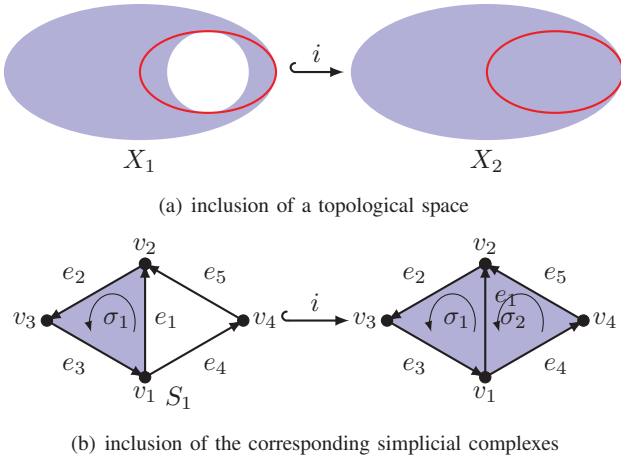 i
X₁ X₂
(a) inclusion of a topological space
v₂ v₂
e₂ e₅ e₂ e₅
v₃ σ₁ e₁ v₄ i v₃ σ₁ e₁ σ₂ v₄
e₃ e₄ e₃ e₄
v₁ S₁ v₁
(b) inclusion of the corresponding simplicial complexes